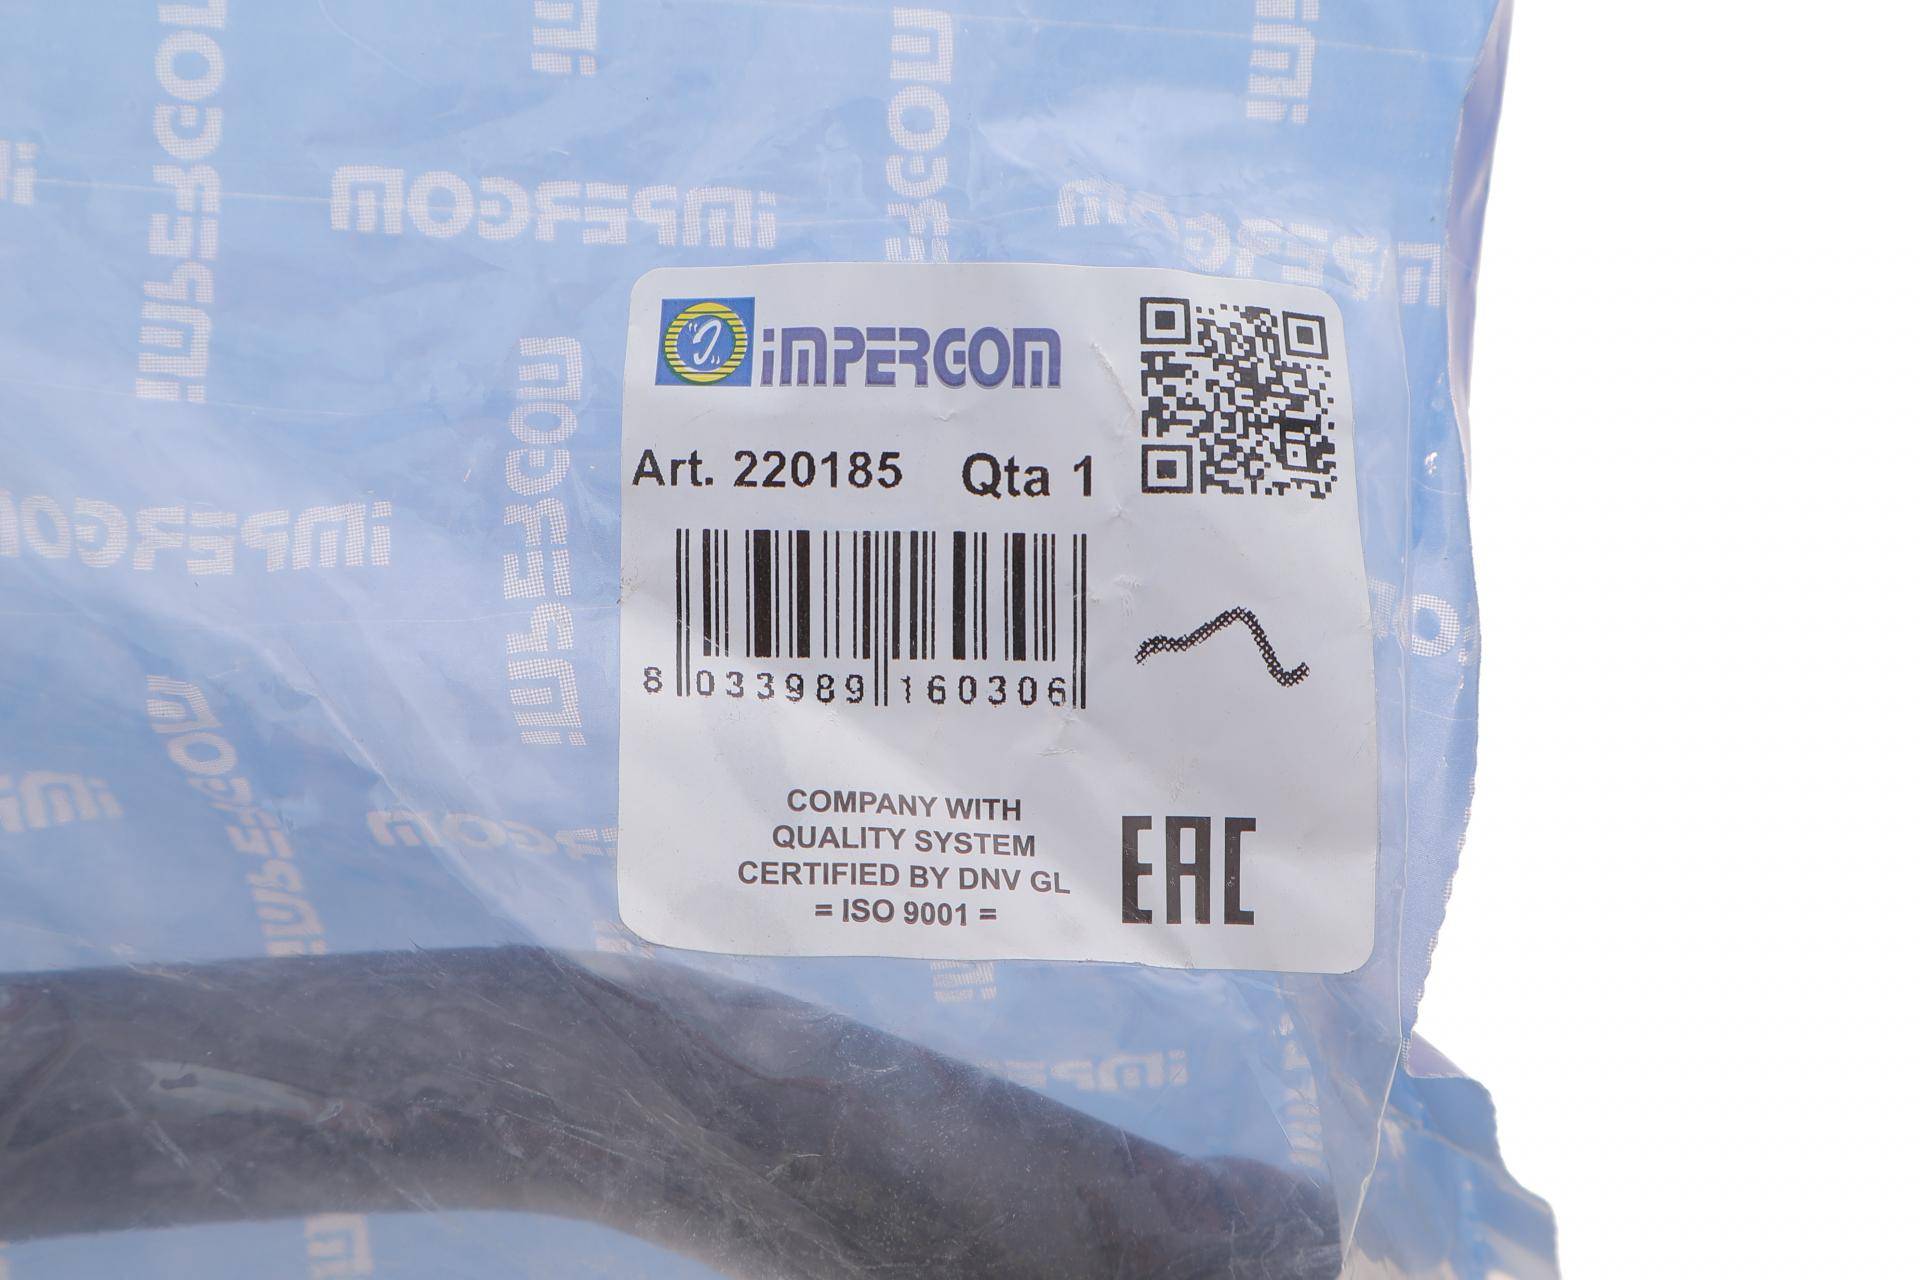 iMPERGOM
Art. 220185 Qta 1
8 033989 160306
COMPANY WITH
QUALITY SYSTEM
CERTIFIED BY DNV GL
= ISO 9001 =
EAC